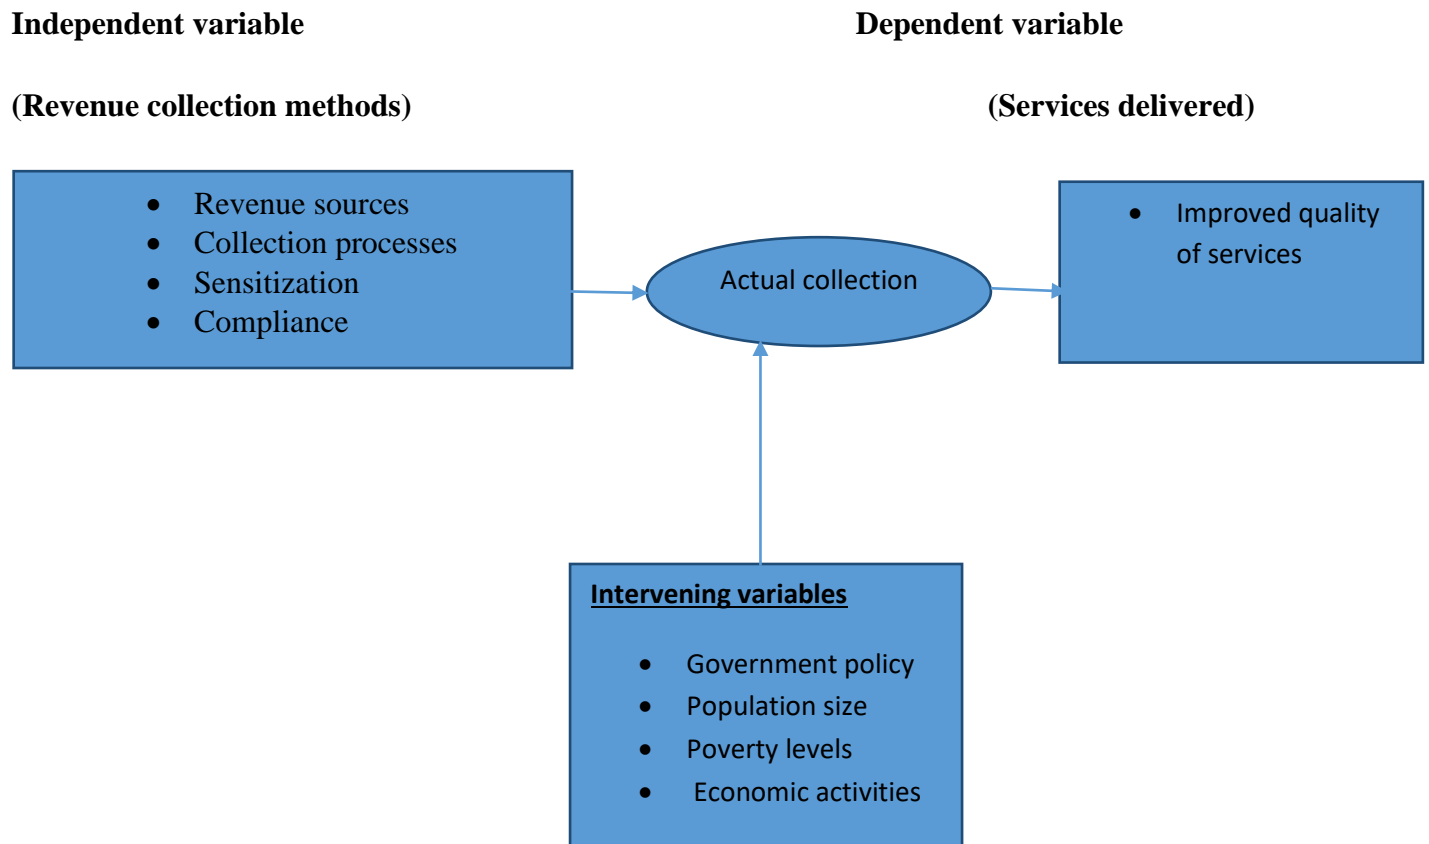 Independent variable
Dependent variable
(Revenue collection methods)
(Services delivered)
• Revenue sources
• Collection processes
• Sensitization
• Compliance
Actual collection
• Improved quality
of services
Intervening variables
• Government policy
• Population size
• Poverty levels
• Economic activities